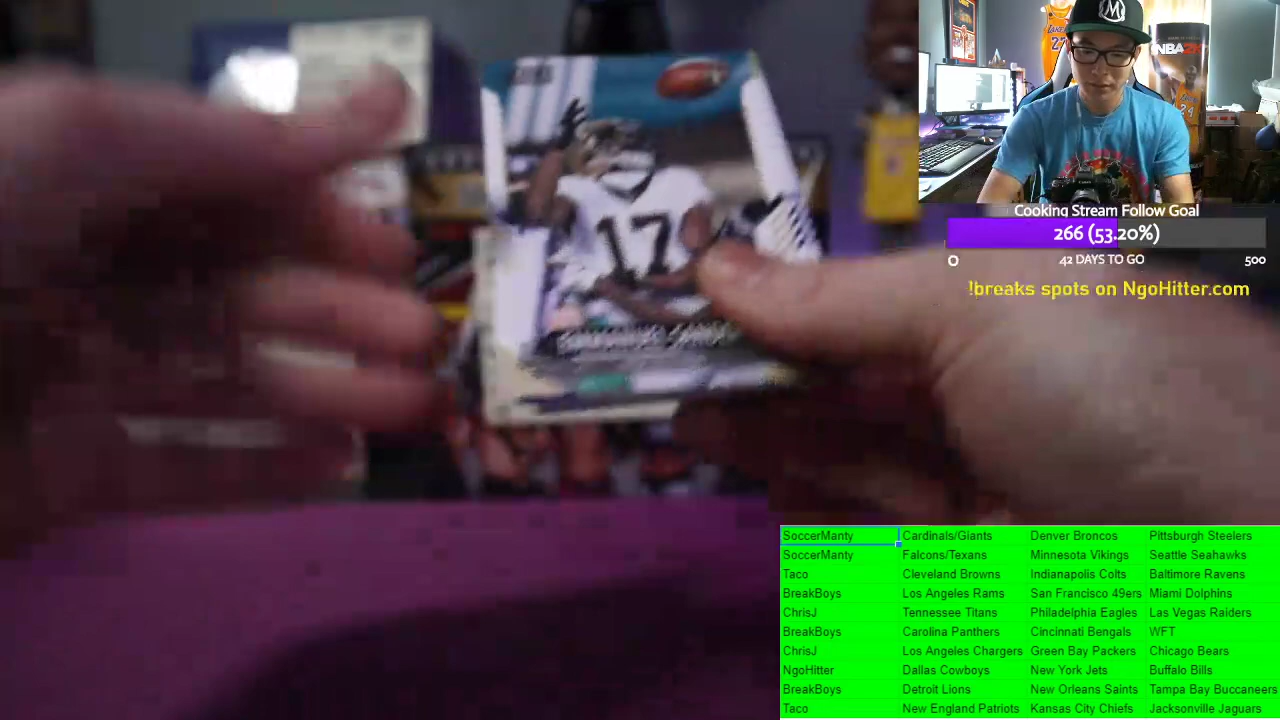 NBA2K
24
17
Cooking Stream Follow Goal
266 (53.20%)
0 42 DAYS TO GO 500
!breaks spots on NgoHitter.com
SoccerManty Cardinals/Giants Denver Broncos Pittsburgh Steelers
SoccerManty Falcons/Texans Minnesota Vikings Seattle Seahawks
Taco Cleveland Browns Indianapolis Colts Baltimore Ravens
BreakBoys Los Angeles Rams San Francisco 49ers Miami Dolphins
ChrisJ Tennessee Titans Philadelphia Eagles Las Vegas Raiders
BreakBoys Carolina Panthers Cincinnati Bengals WFT
ChrisJ Los Angeles Chargers Green Bay Packers Chicago Bears
NgoHitter Dallas Cowboys New York Jets Buffalo Bills
BreakBoys Detroit Lions New Orleans Saints Tampa Bay Buccaneers
Taco New England Patriots Kansas City Chiefs Jacksonville Jaguars